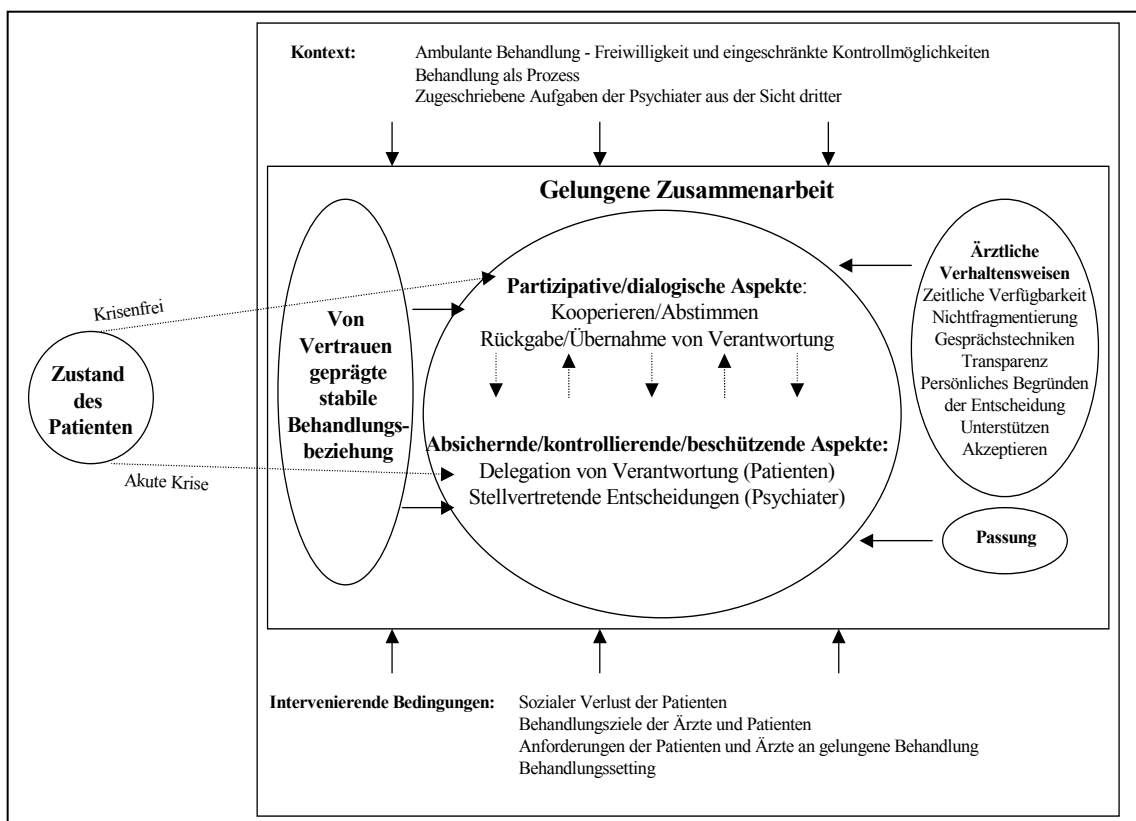 Kontext: Ambulante Behandlung - Freiwilligkeit und eingeschränkte Kontrollmöglichkeiten
Behandlung als Prozess
Zugeschriebene Aufgaben der Psychiater aus der Sicht dritter
Gelungene Zusammenarbeit
Zustand
des
Patienten
Krisenfrei
Akute Krise
Von
Vertrauen
geprägte
stabile
Behandlungs-
beziehung
Partizipative/dialogische Aspekte:
Kooperieren/Abstimmen
Rückgabe/Übernahme von Verantwortung
Absichernde/kontrollierende/beschützende Aspekte:
Delegation von Verantwortung (Patienten)
Stellvertretende Entscheidungen (Psychiater)
Ärztliche
Verhaltensweisen
Zeitliche Verfügbarkeit
Nichtfragmentierung
Gesprächstechniken
Transparenz
Persönliches Begründen
der Entscheidung
Unterstützen
Akzeptieren
Passung
Intervenierende Bedingungen: Sozialer Verlust der Patienten
Behandlungsziele der Ärzte und Patienten
Anforderungen der Patienten und Ärzte an gelungene Behandlung
Behandlungssetting